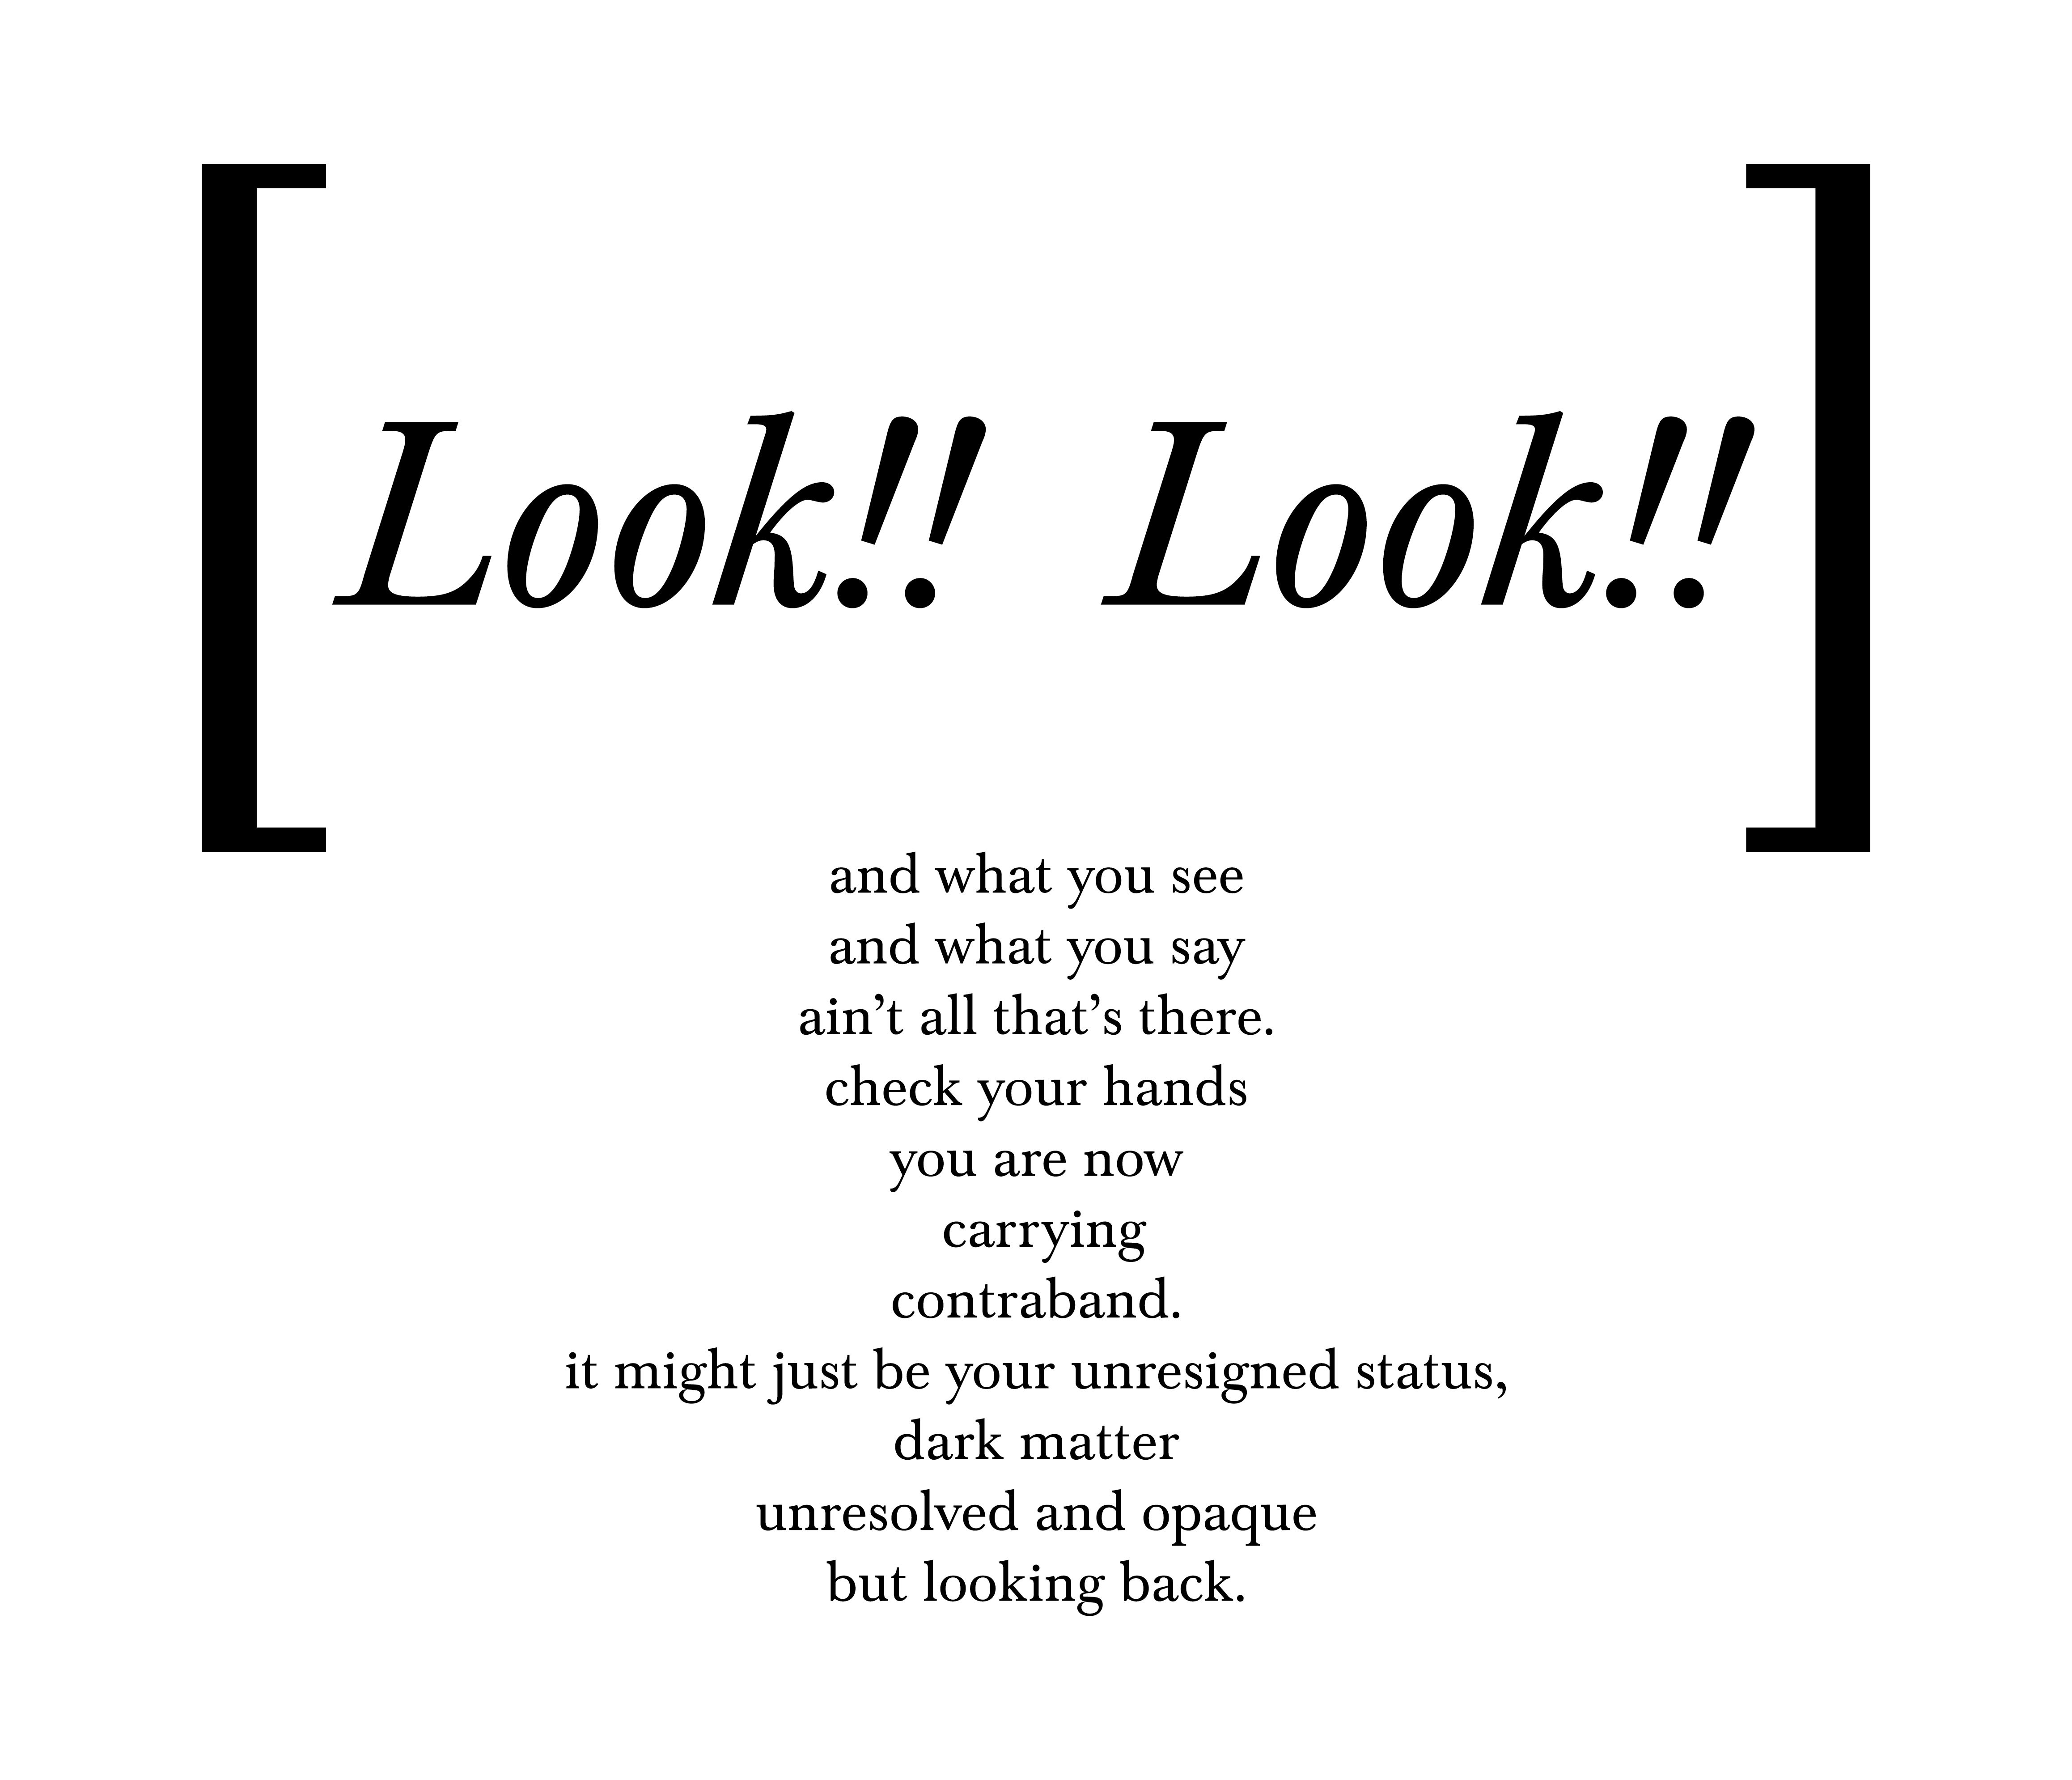 [Look!! Look!!]
and what you see
and what you say
ain’t all that’s there.
check your hands
you are now
carrying
contraband.
it might just be your unresigned status,
dark matter
unresolved and opaque
but looking back.